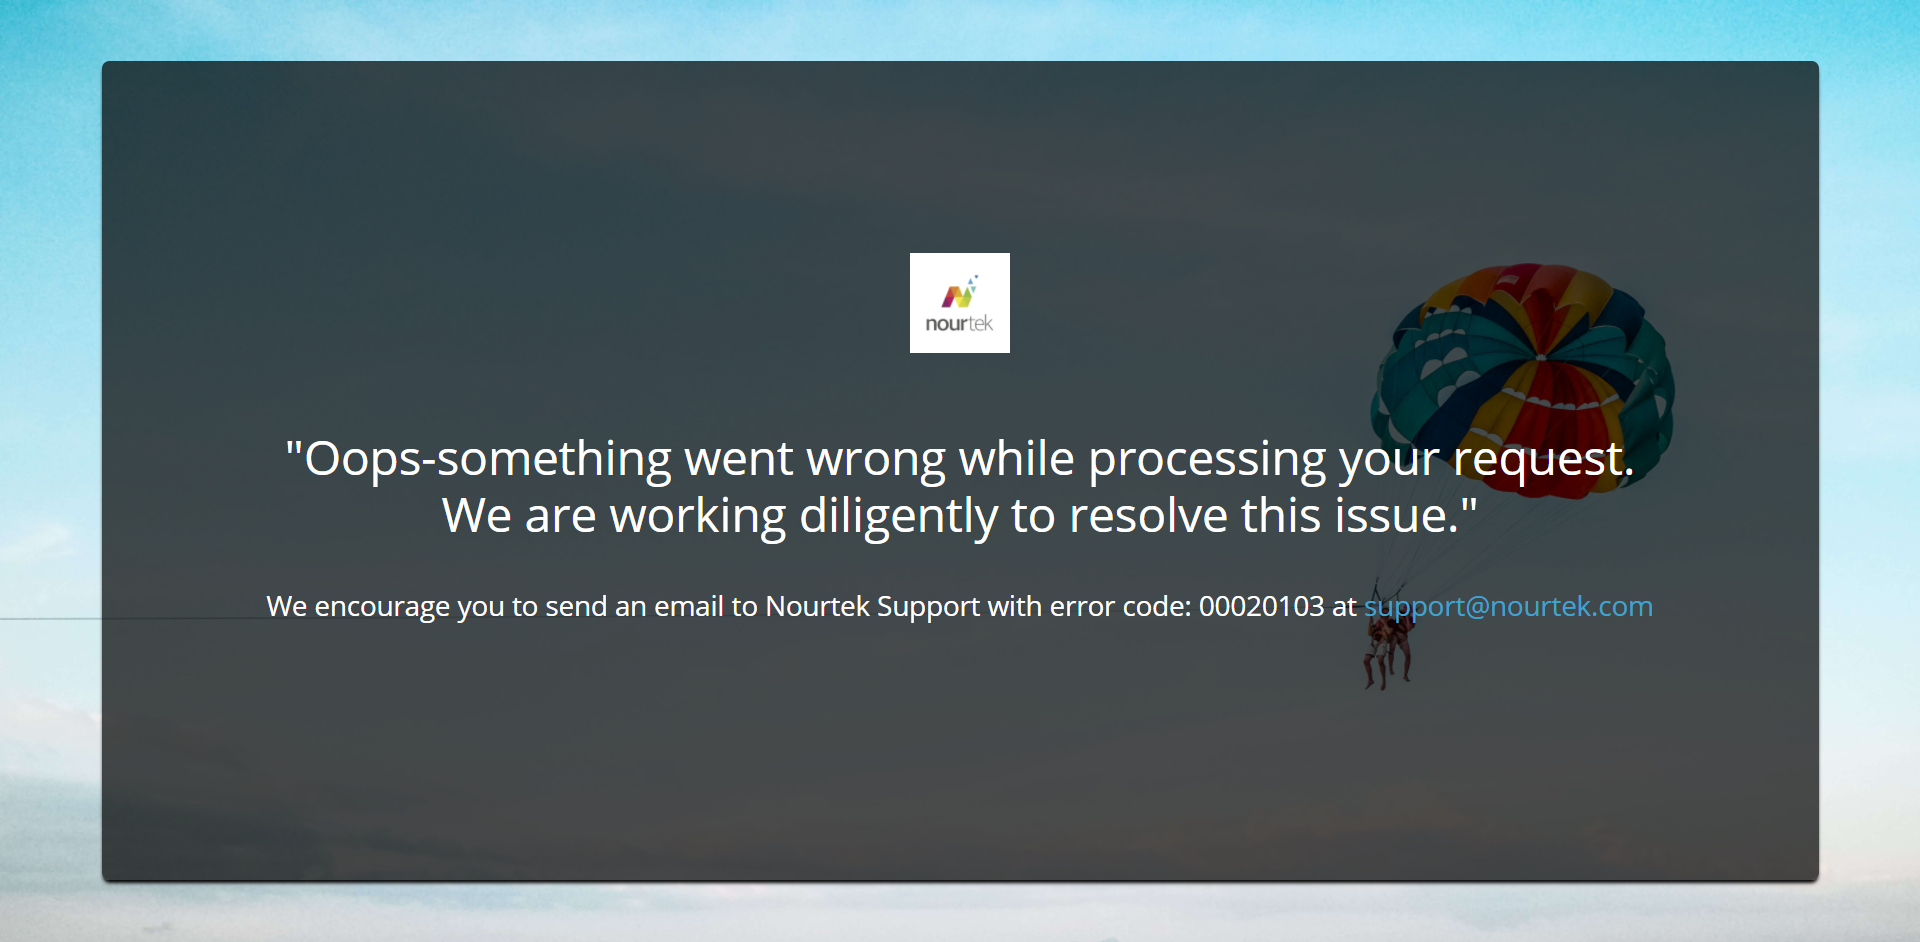 nourtek
"Oops-something went wrong while processing your request.
We are working diligently to resolve this issue."
We encourage you to send an email to Nourtek Support with error code: 00020103 at support@nourtek.com